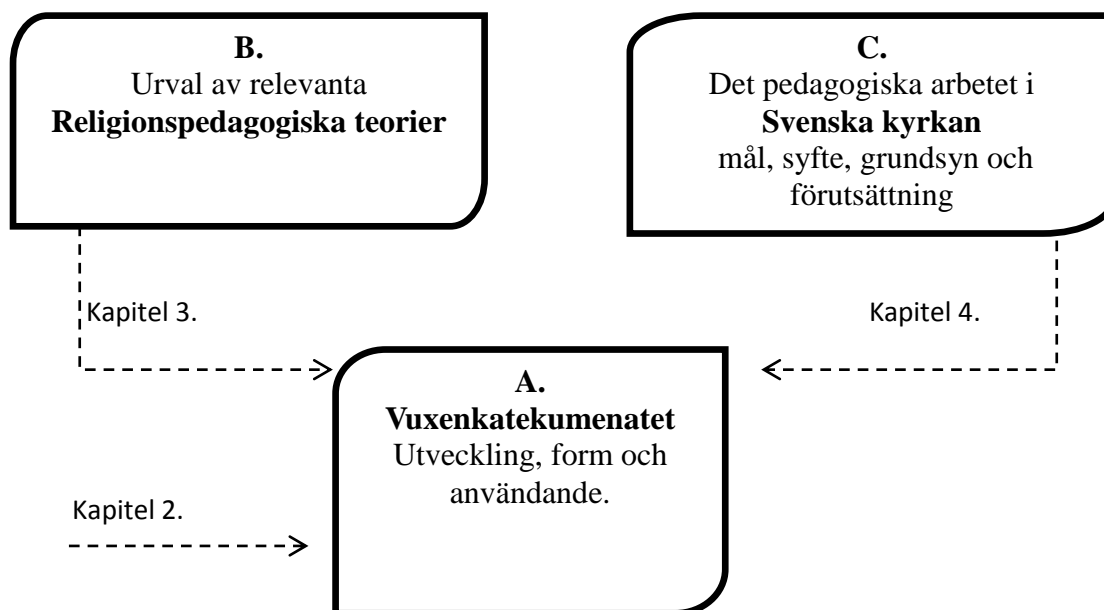 B.
Urval av relevanta
Religionspedagogiska teorier
C.
Det pedagogiska arbetet i
Svenska kyrkan
mål, syfte, grundsyn och
förutsättning
Kapitel 3.
Kapitel 4.
A.
Vuxenkatekumenatet
Utveckling, form och
användande.
Kapitel 2.